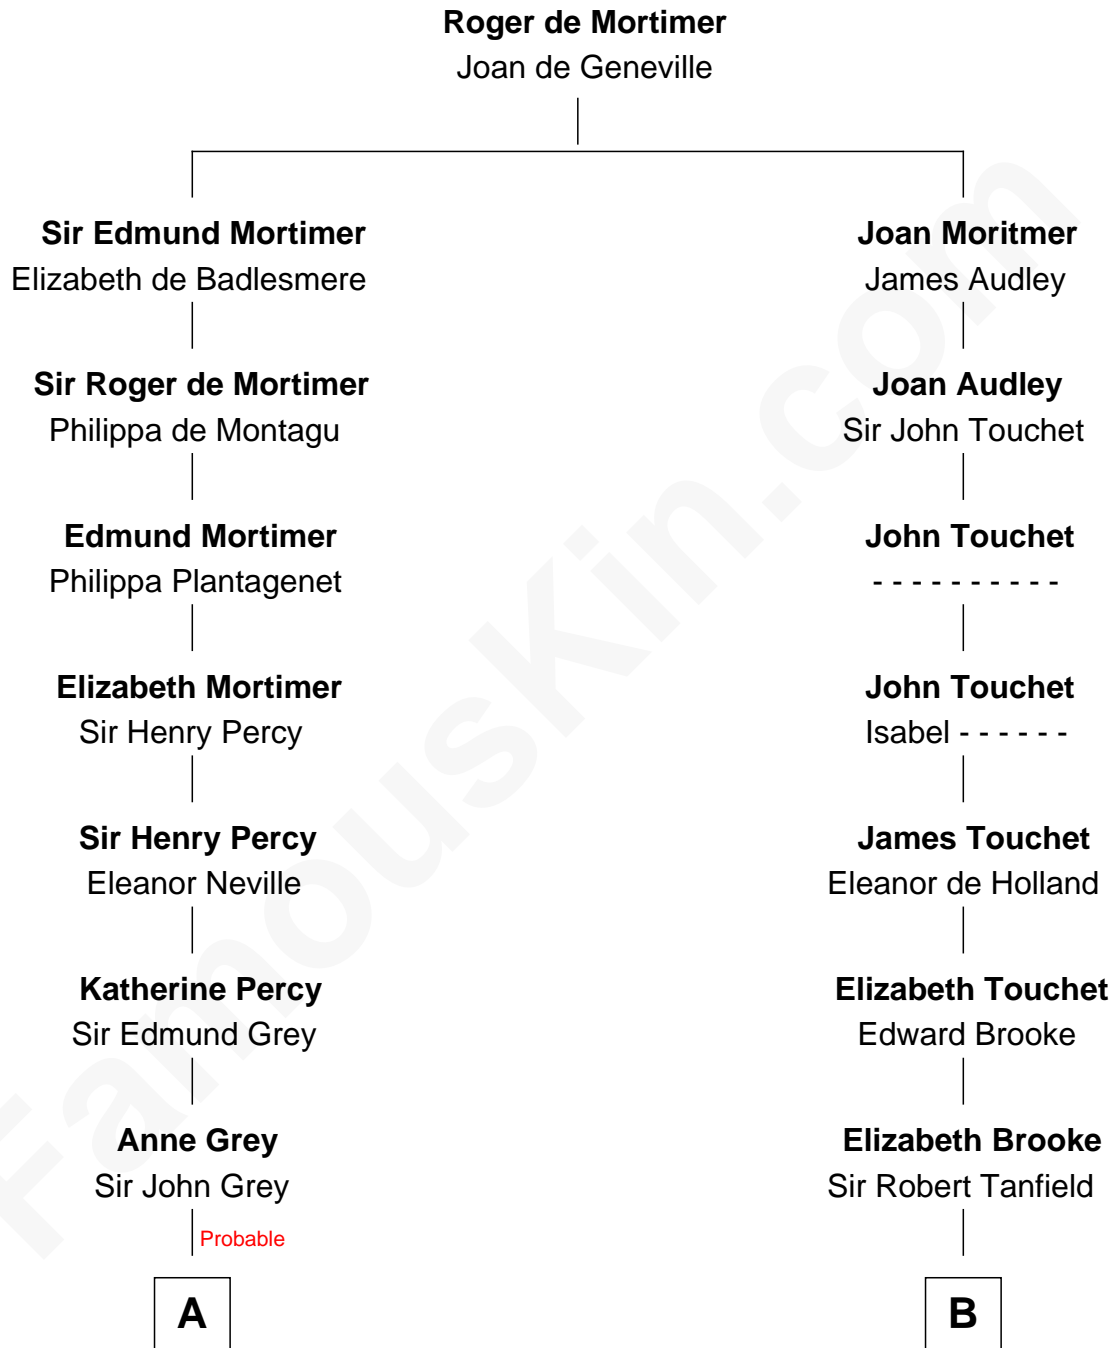 Roger de Mortimer
Joan de Geneville
Sir Edmund Mortimer
Elizabeth de Badlesmere
Joan Moritmer
James Audley
Sir Roger de Mortimer
Philippa de Montagu
Joan Audley
Sir John Touchet
Edmund Mortimer
Philippa Plantagenet
John Touchet
- - - - - - - - - -
Elizabeth Mortimer
Sir Henry Percy
John Touchet
Isabel - - - - - -
Sir Henry Percy
Eleanor Neville
James Touchet
Eleanor de Holland
Katherine Percy
Sir Edmund Grey
Elizabeth Touchet
Edward Brooke
Anne Grey
Sir John Grey
Elizabeth Brooke
Sir Robert Tanfield
Probable
A
B
FamousKin.com